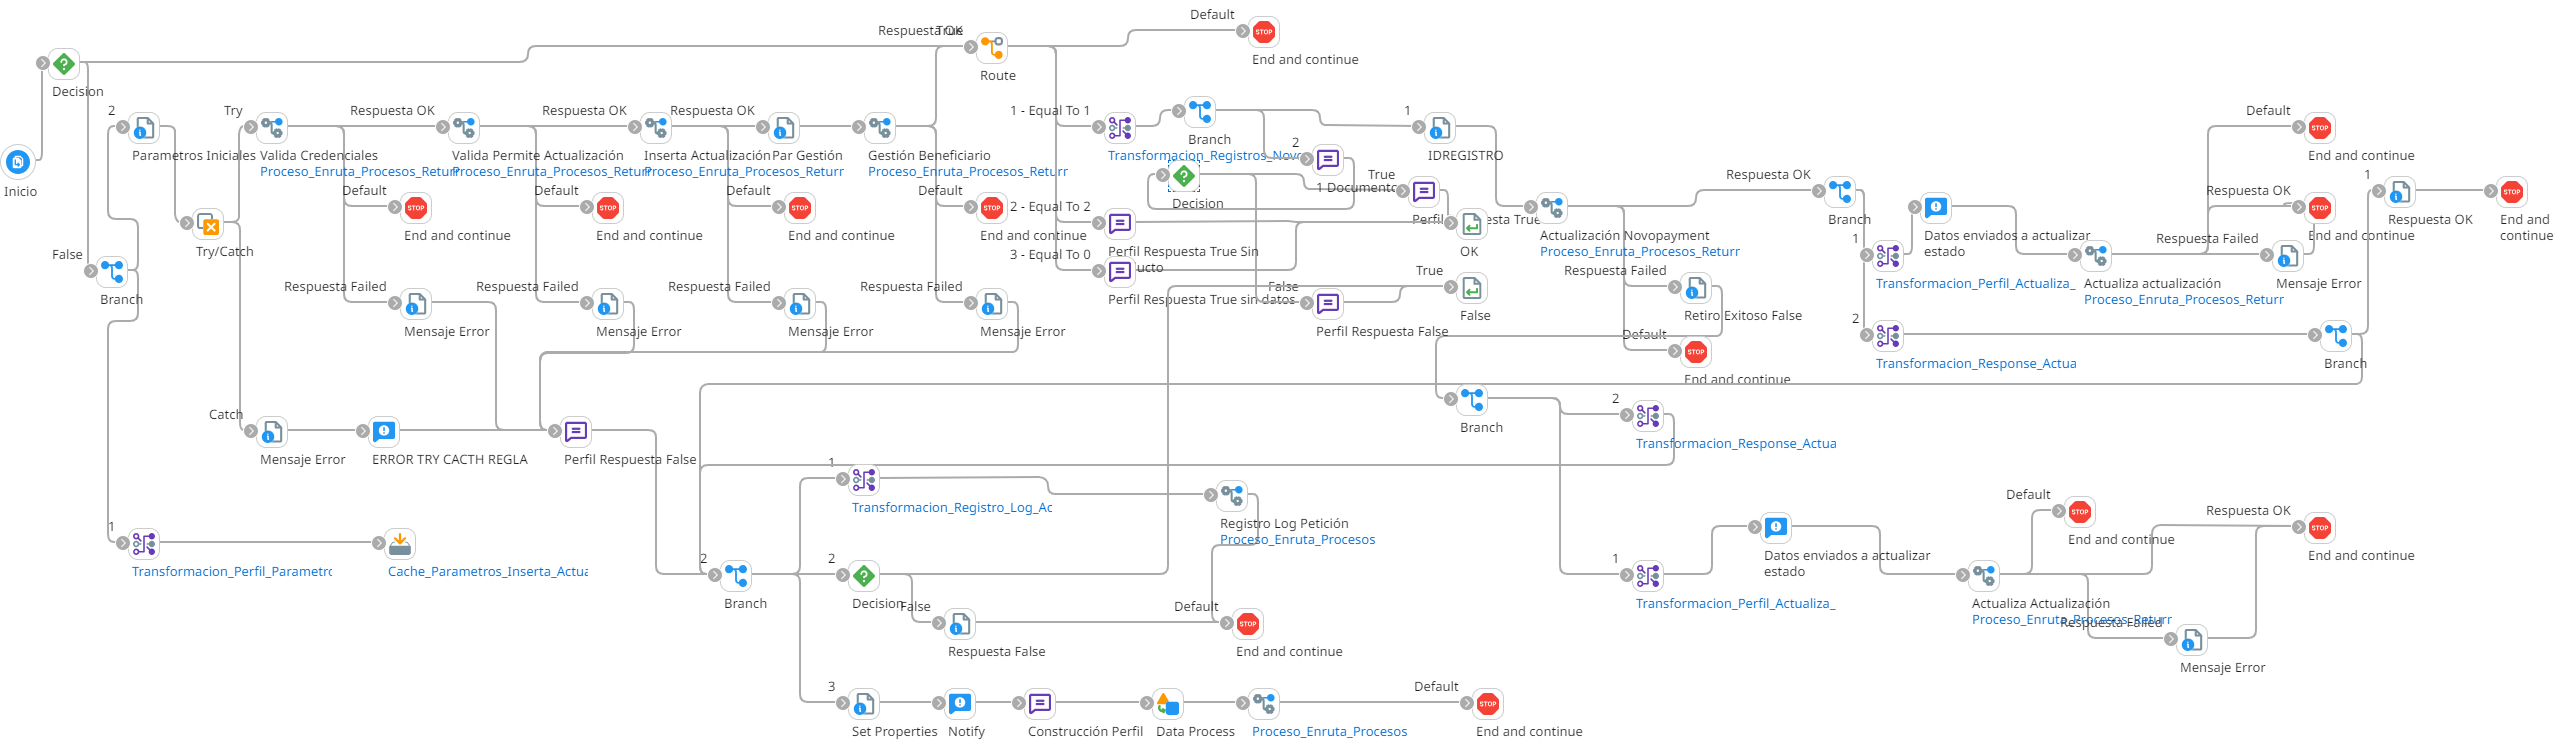 Default
Respuesta OK
True
STOP
End and continue
Route
Decision
2
Try
Respuesta OK
Respuesta OK
Respuesta OK
1 - Equal To 1
1
Default
STOP
End and continue
Branch
Parametros Iniciales
Valida Credenciales
Proceso_Enruta_Procesos_Returr
Valida Permite Actualización
Proceso_Enruta_Procesos_Returr
Inserta Actualización
Proceso_Enruta_Procesos_Returr
Par Gestión
Gestión Beneficiario
Proceso_Enruta_Procesos_Returr
Transformacion_Registros_Novo
2
IDREGISTRO
Inicio
Default
STOP
End and continue
Default
STOP
End and continue
Default
STOP
End and continue
Default
STOP
End and continue
Decision
True
1 Documento
Perfil
esta True
Respuesta OK
Branch
Respuesta OK
STOP
End and continue
1
Respuesta OK
STOP
End and
continue
2 - Equal To 2
Perfil Respuesta True Sin
ucto
OK
Actualización Novopayment
Proceso_Enruta_Procesos_Returr
1
Datos enviados a actualizar
estado
Respuesta Failed
Try/Catch
False
Branch
3 - Equal To 0
Perfil Respuesta True sin datos
True
False
Respuesta Failed
Retiro Exitoso False
Transformacion_Perfil_Actualiza_
Actualiza actualización
Proceso_Enruta_Procesos_Returr
Mensaje Error
Respuesta Failed
Mensaje Error
Respuesta Failed
Mensaje Error
Respuesta Failed
Mensaje Error
Respuesta Failed
Mensaje Error
False
Perfil Respuesta False
Default
STOP
End and continue
2
Transformacion_Response_Actua
Branch
Catch
Mensaje Error
ERROR TRY CACTH REGLA
Perfil Respuesta False
Branch
2
Transformacion_Response_Actua
1
Transformacion_Registro_Log_Ac
Registro Log Petición
Proceso_Enruta_Procesos
Default
STOP
End and continue
Respuesta OK
STOP
End and continue
1
Transformacion_Perfil_Parametro
Cache_Parametros_Inserta_Actua
2
Branch
2
Decision
False
Respuesta False
Default
STOP
End and continue
1
Transformacion_Perfil_Actualiza_
Datos enviados a actualizar
estado
Actualiza Actualización
Proceso_Enruta_Procesos_Returr
Respuesta Failed
Mensaje Error
3
Set Properties
Notify
Construcción Perfil
Data Process
Proceso_Enruta_Procesos
Default
STOP
End and continue